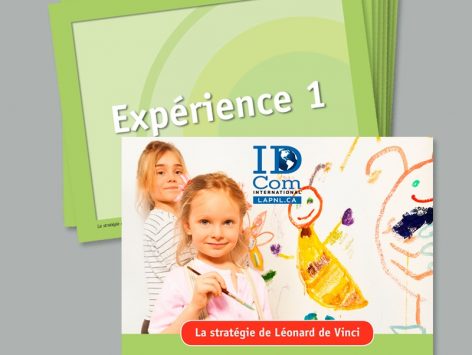 Expérience 1
ID
Com
INTERNATIONAL
LAPNL.CA
La stratégie de Léonard de Vinci